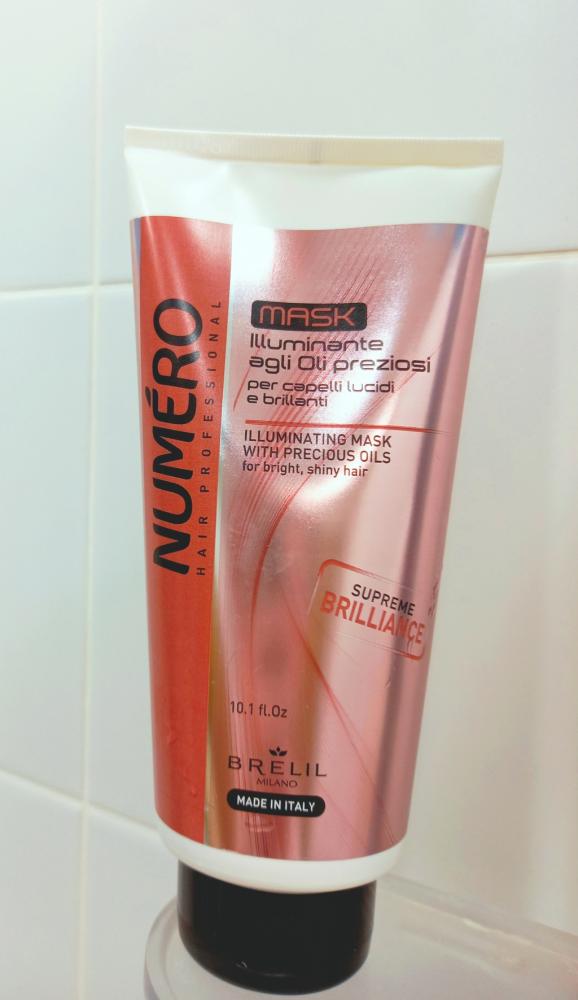 NUMÉRO
HAIR PROFESSIONAL
MASK
Illuminante
agli Oli preziosi
per capelli lucidi
e brillanti
ILLUMINATING MASK
WITH PRECIOUS OILS
for bright, shiny hair
SUPREME
BRILLIANCE
10.1 fl.Oz
BRELIL
MILANO
MADE IN ITALY